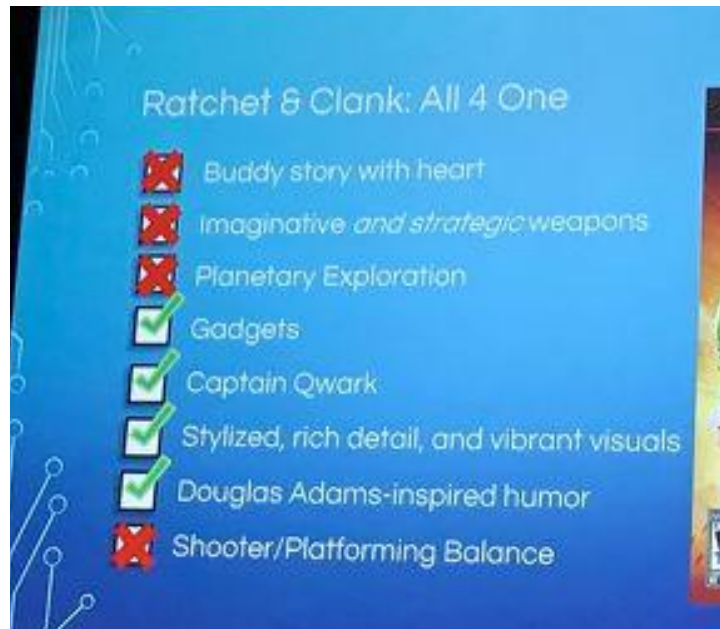 Ratchet & Clank: All 4 One
Buddy story with heart
Imaginative and strategic weapons
Planetary Exploration
Gadgets
Captain Qwark
Stylized, rich detail, and vibrant visuals
Douglas Adams-inspired humor
Shooter/Platforming Balance